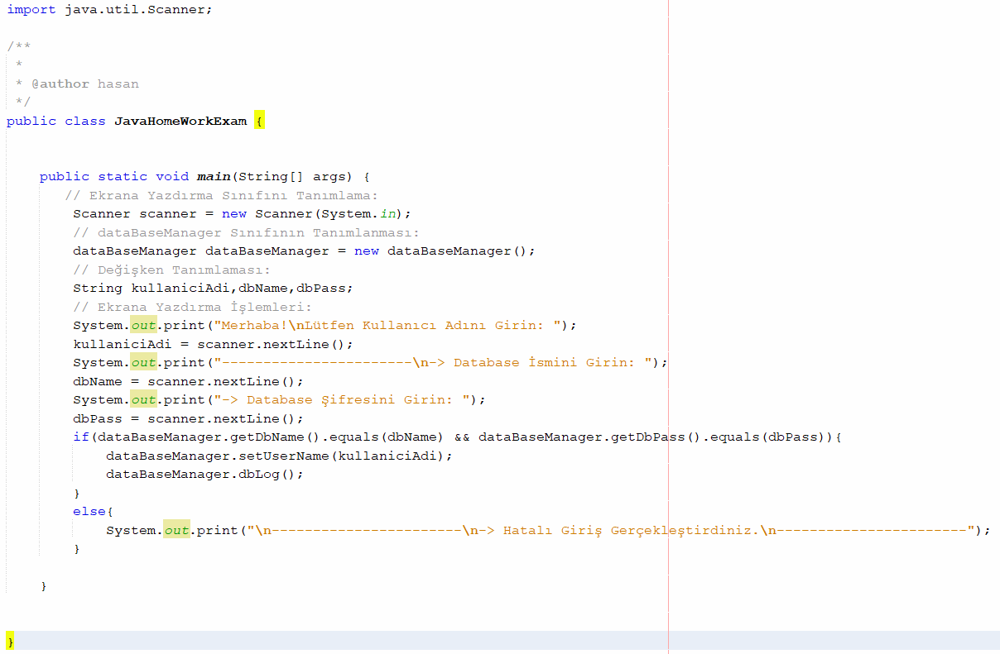 import java.util.Scanner;
/**
 *
 * @author hasan
 */
public class JavaHomeWorkExam {
    public static void main(String[] args) {
       // Ekrana Yazdırma Sınıfını Tanımlama:
        Scanner scanner = new Scanner(System.in);
        // dataBaseManager Sınıfının Tanımlanması:
        dataBaseManager dataBaseManager = new dataBaseManager();
        // Değişken Tanımlaması:
        String kullaniciAdi,dbName,dbPass;
        // Ekrana Yazdırma İşlemleri:
        System.out.print("Merhaba!\nLütfen Kullanıcı Adını Girin: ");
        kullaniciAdi = scanner.nextLine();
        System.out.print("-----------------------\n-> Database İsmini Girin: ");
        dbName = scanner.nextLine();
        System.out.print("-> Database Şifresini Girin: ");
        dbPass = scanner.nextLine();
        if(dataBaseManager.getDbName().equals(dbName) && dataBaseManager.getDbPass().equals(dbPass)){
            dataBaseManager.setUserName(kullaniciAdi);
            dataBaseManager.dbLog();
        }
        else{
            System.out.print("\n-----------------------\n-> Hatalı Giriş Gerçekleştirdiniz.\n-----------------------");
        }
    }
}